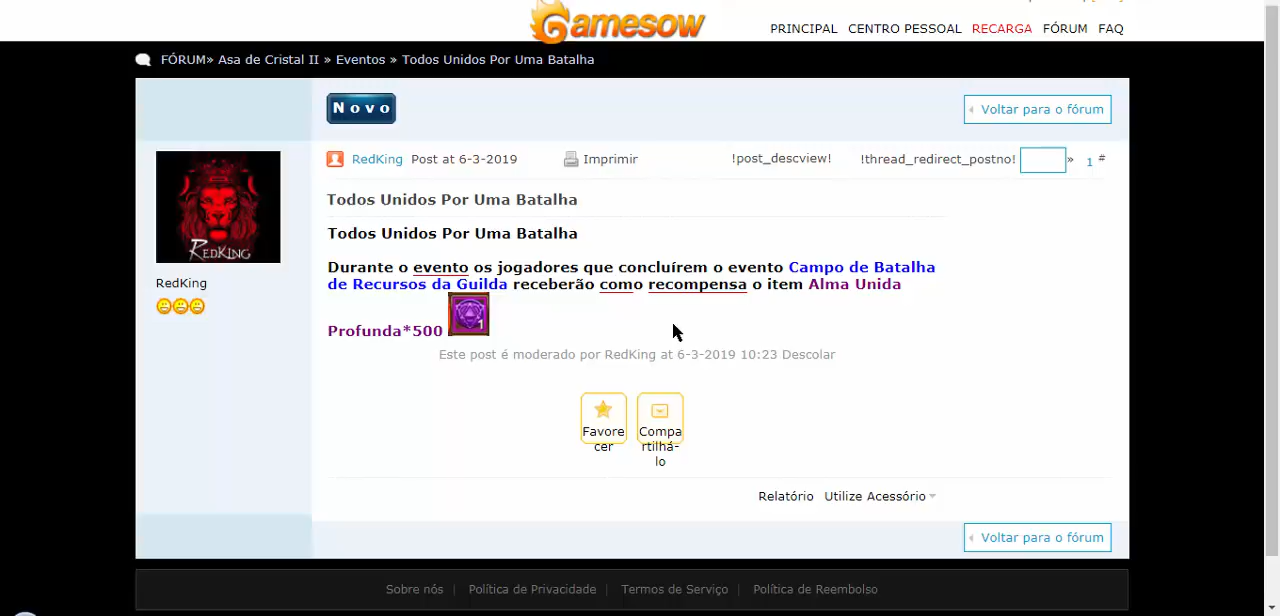 Gamesow
PRINCIPAL CENTRO PESSOAL RECARGA FÓRUM FAQ
FÓRUM» Asa de Cristal II » Eventos » Todos Unidos Por Uma Batalha
Novo
Voltar para o fórum
RedKing Post at 6-3-2019 Imprimir !post_descview! !thread_redirect_postno! » 1 #
REDKING
RedKing
Todos Unidos Por Uma Batalha
Todos Unidos Por Uma Batalha
Durante o evento os jogadores que concluírem o evento Campo de Batalha
de Recursos da Guilda receberão como recompensa o item Alma Unida
Profunda*500 1
Este post é moderado por RedKing at 6-3-2019 10:23 Descolar
Favore
cer
Compa
rtilhá-
lo
Relatório Utilize Acessório
Voltar para o fórum
Sobre nós | Política de Privacidade | Termos de Serviço | Política de Reembolso